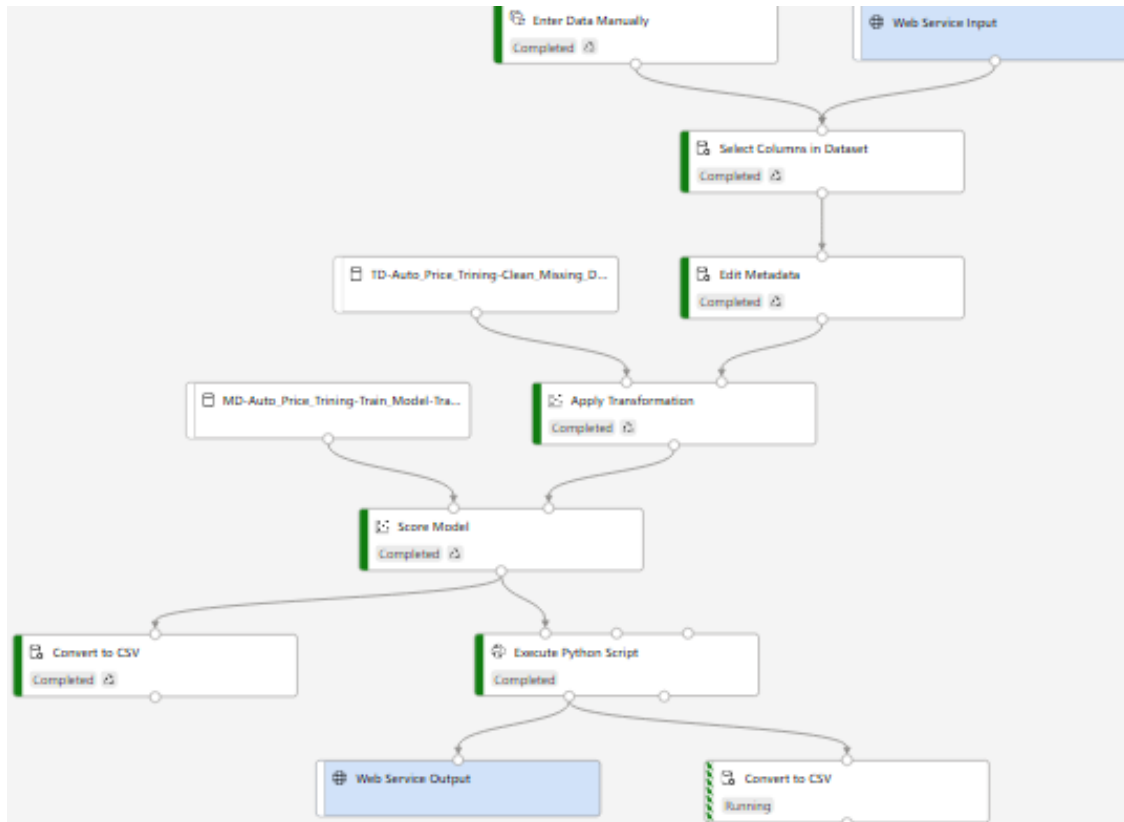 Enter Data Manually
Completed
Web Service Input
Select Columns in Dataset
Completed
TD-Auto_Price_Trining-Clean_Missing_D...
Edit Metadata
Completed
MD-Auto_Price_Trining-Train_Model-Tra...
Apply Transformation
Completed
Score Model
Completed
Convert to CSV
Completed
Execute Python Script
Completed
Web Service Output
Convert to CSV
Running